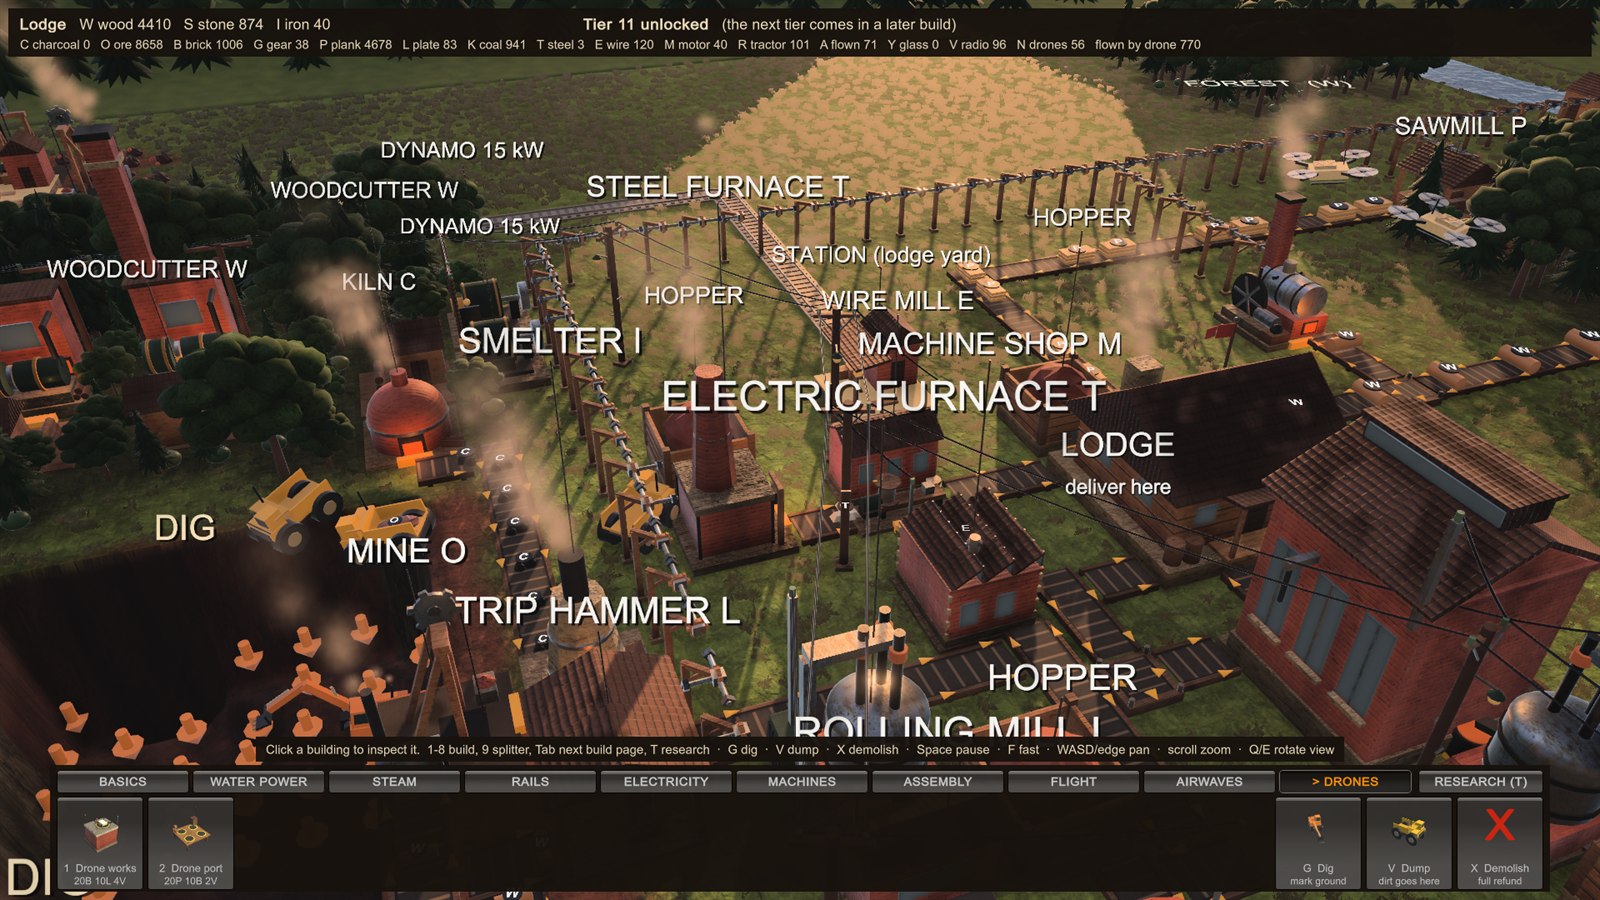 Lodge W wood 4410 S stone 874 I iron 40
Tier 11 unlocked (the next tier comes in a later build)
C charcoal 0 O ore 8658 B brick 1006 G gear 38 P plank 4678 L plate 83 K coal 941 T steel 3 E wire 120 M motor 40 R tractor 101 A flown 71 Y glass 0 V radio 96 N drones 56 flown by drone 770
FOREST (W)
SAWMILL P
DYNAMO 15 kW
WOODCUTTER W
STEEL FURNACE T
HOPPER
DYNAMO 15 kW
STATION (lodge yard)
WOODCUTTER W
KILN C
HOPPER
WIRE MILL E
SMELTER I
MACHINE SHOP M
ELECTRIC FURNACE T
LODGE
deliver here
DIG
MINE O
TRIP HAMMER L
HOPPER
ROLLING MILL L
Click a building to inspect it. 1-8 build, 9 splitter, Tab next build page, T research · G dig · V dump · X demolish · Space pause · F fast · WASD/edge pan · scroll zoom · Q/E rotate view
BASICS
WATER POWER
STEAM
RAILS
ELECTRICITY
MACHINES
ASSEMBLY
FLIGHT
AIRWAVES
> DRONES
RESEARCH (T)
1 Drone works
20B 10L 4V
2 Drone port
20P 10B 2V
G Dig
mark ground
V Dump
dirt goes here
X Demolish
full refund